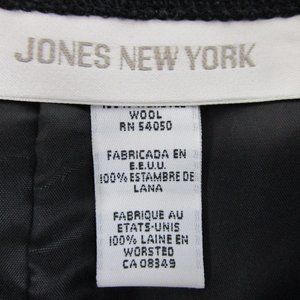 JONES NEW YORK
WOOL
RN 54050
FABRICADA EN
E.E.U.U.
100% ESTAMBRE DE
LANA
FABRIQUE AU
ETATS-UNIS
100% LAINE EN
WORSTED
CA 08349